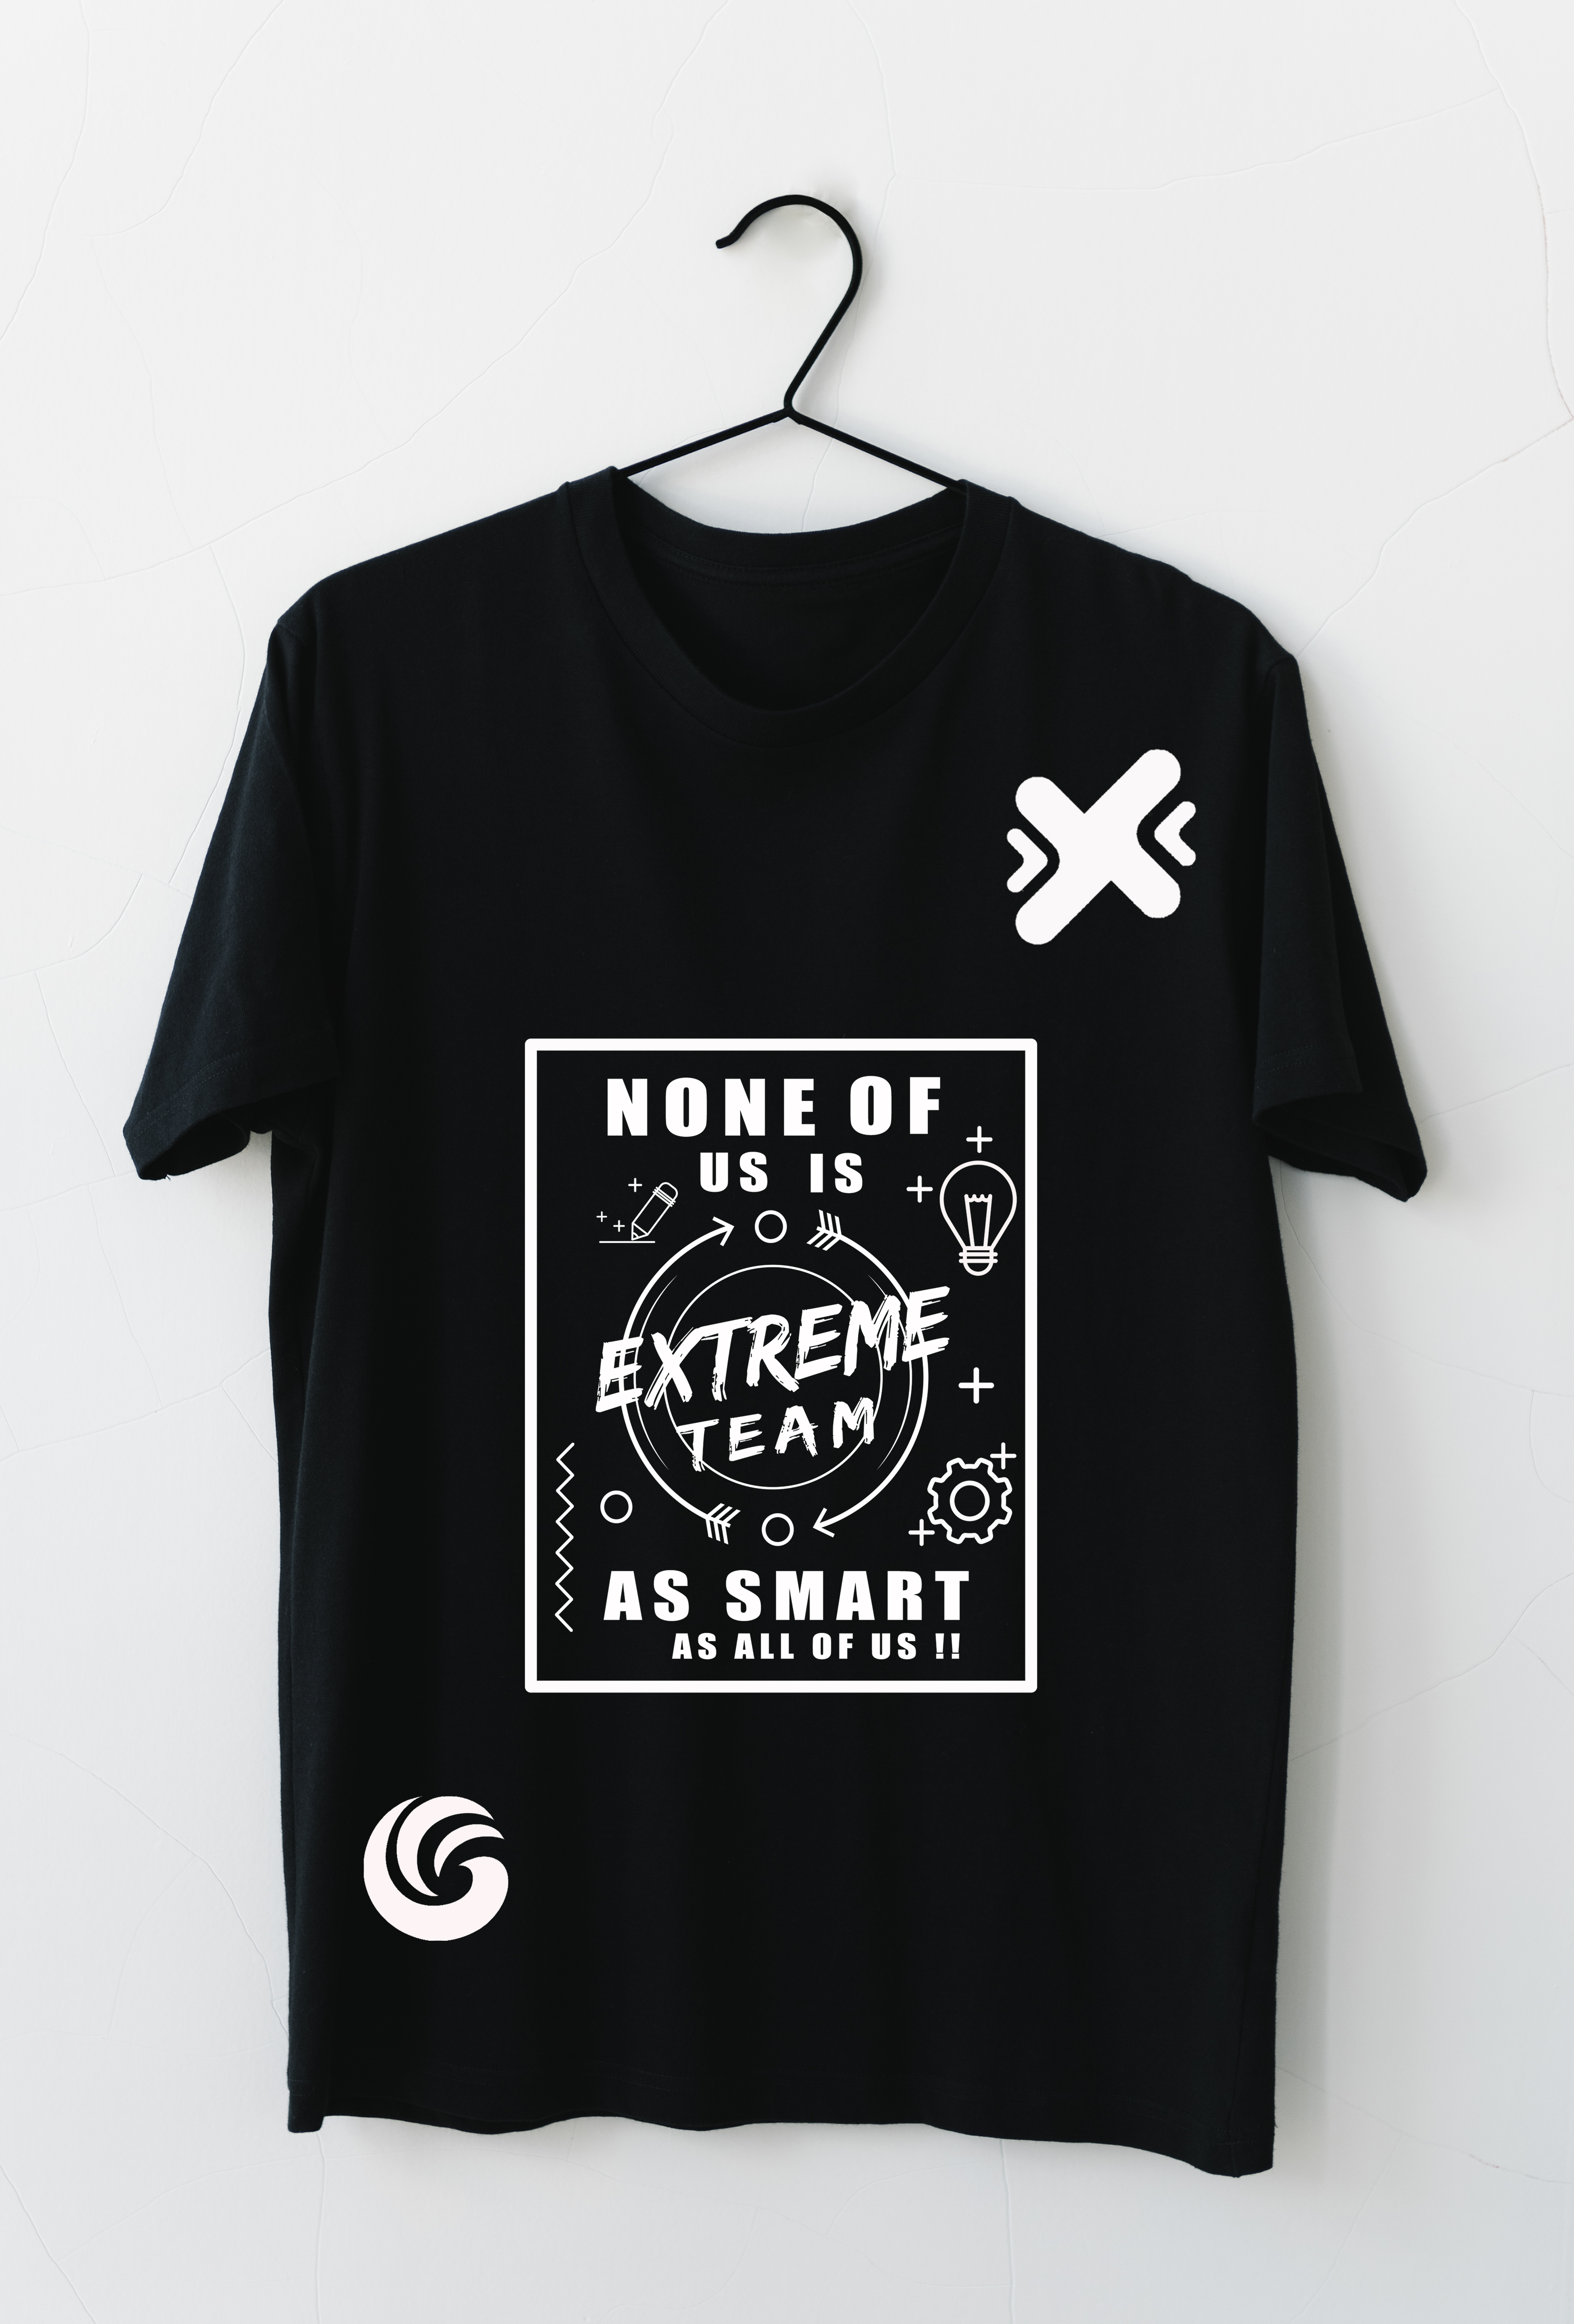 NONE OF
US IS
EXTREME
TEAM
AS SMART
AS ALL OF US !!